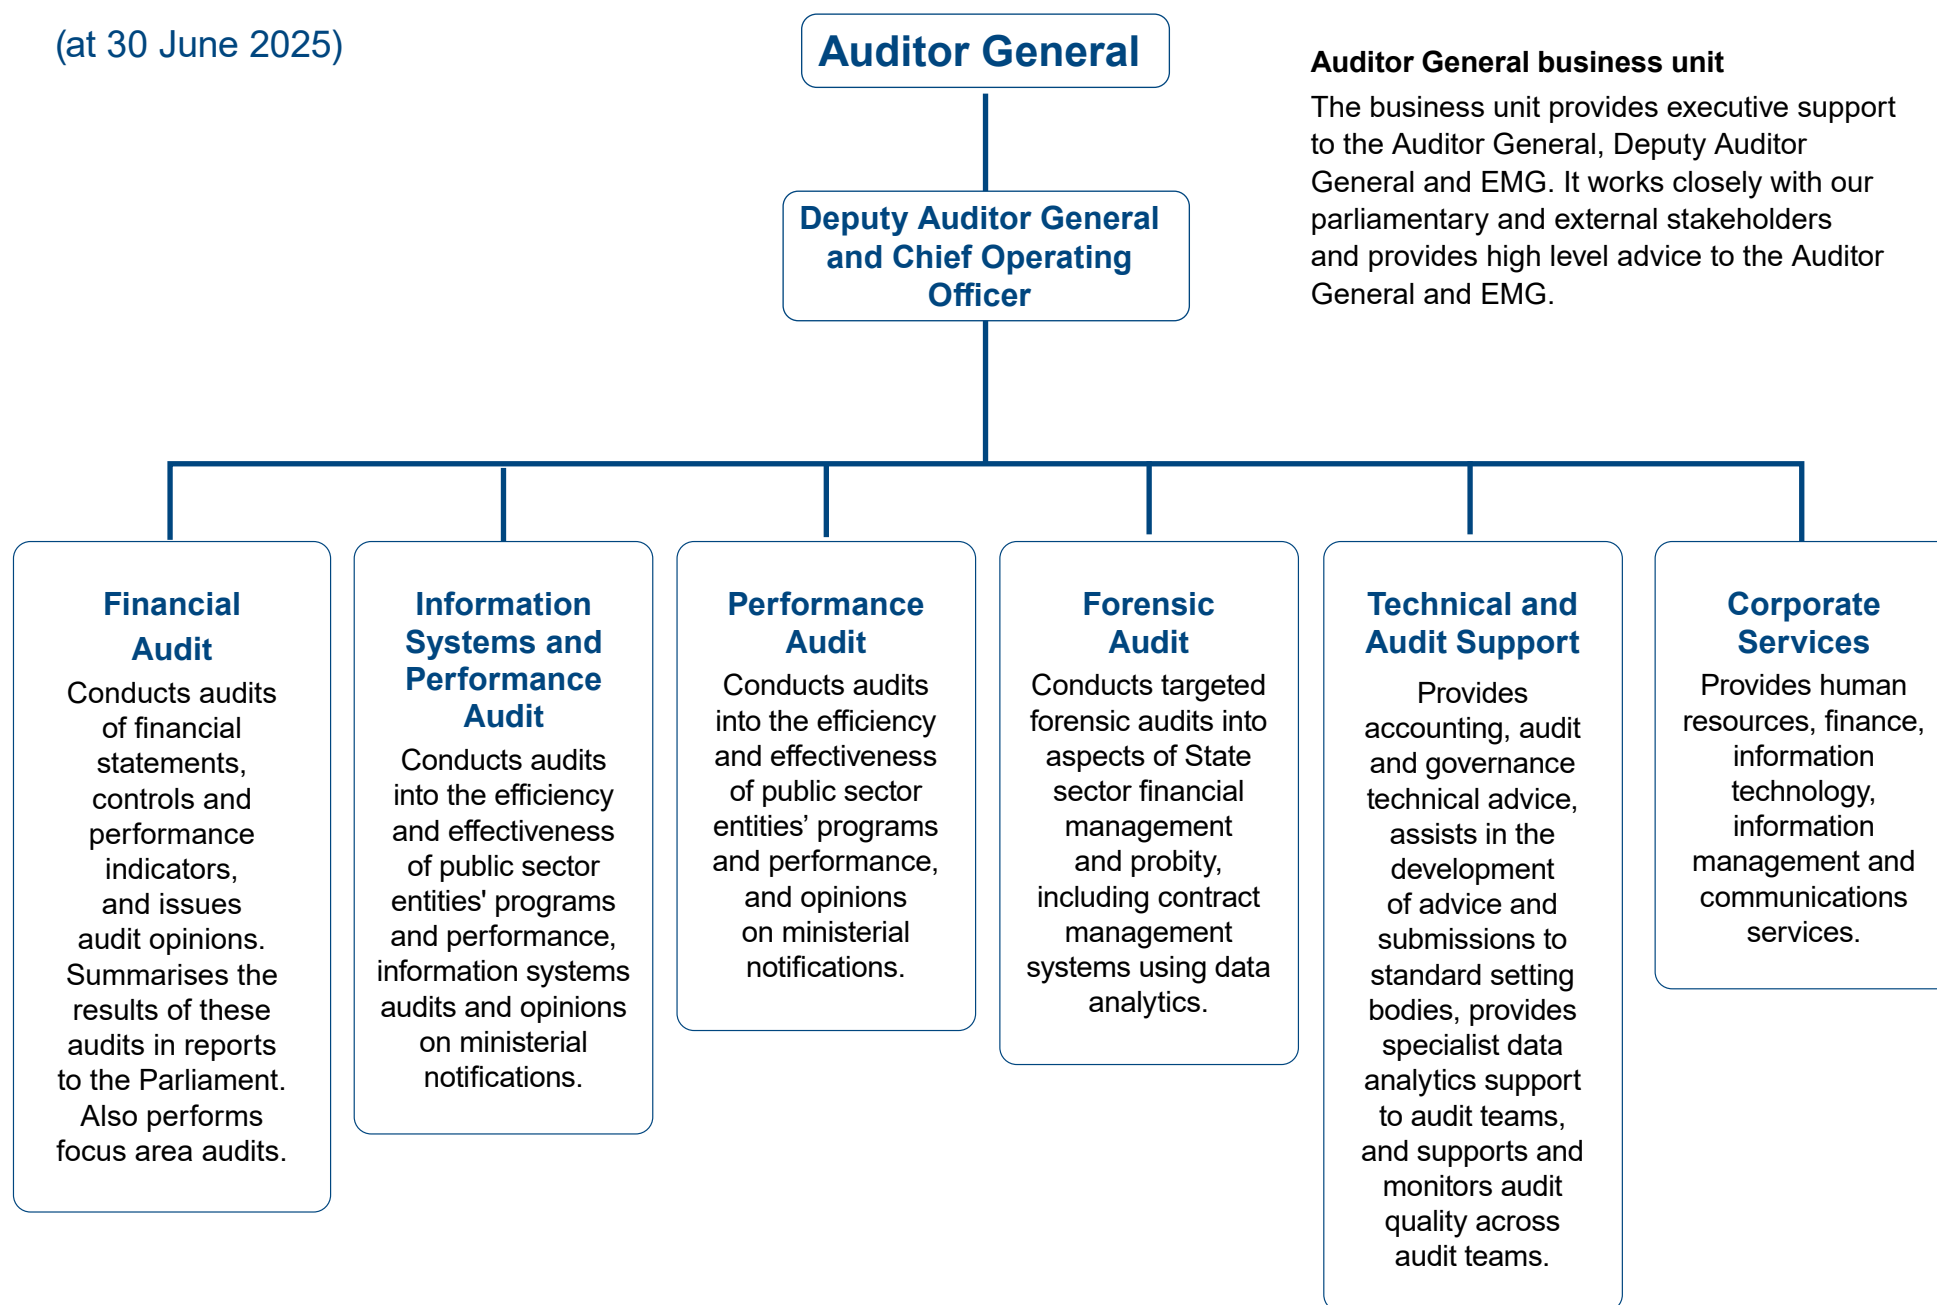 (at 30 June 2025)
Auditor General
Auditor General business unit
The business unit provides executive support
to the Auditor General, Deputy Auditor
General and EMG. It works closely with our
parliamentary and external stakeholders
and provides high level advice to the Auditor
General and EMG.
Deputy Auditor General
and Chief Operating
Officer
Financial
Audit
Conducts audits
of financial
statements,
controls and
performance
indicators,
and issues
audit opinions.
Summarises the
results of these
audits in reports
to the Parliament.
Also performs
focus area audits.
Information
Systems and
Performance
Audit
Conducts audits
into the efficiency
and effectiveness
of public sector
entities' programs
and performance,
information systems
audits and opinions
on ministerial
notifications.
Performance
Audit
Conducts audits
into the efficiency
and effectiveness
of public sector
entities’ programs
and performance,
and opinions
on ministerial
notifications.
Forensic
Audit
Conducts targeted
forensic audits into
aspects of State
sector financial
management
and probity,
including contract
management
systems using data
analytics.
Technical and
Audit Support
Provides
accounting, audit
and governance
technical advice,
assists in the
development
of advice and
submissions to
standard setting
bodies, provides
specialist data
analytics support
to audit teams,
and supports and
monitors audit
quality across
audit teams.
Corporate
Services
Provides human
resources, finance,
information
technology,
information
management and
communications
services.